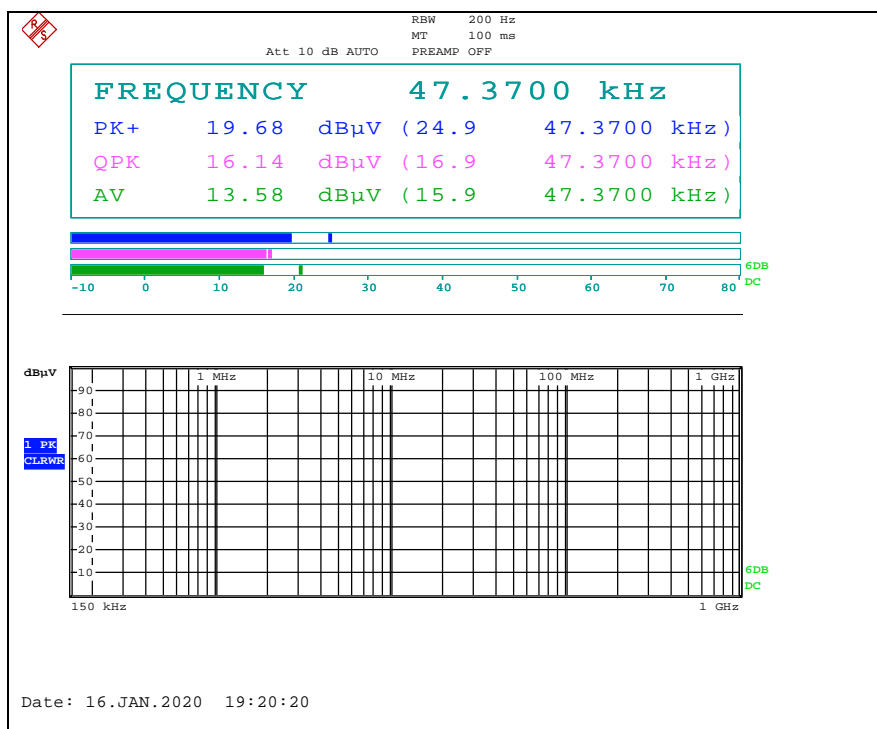 R
S
RBW 200 Hz
MT 100 ms
Att 10 dB AUTO PREAMP OFF
FREQUENCY 47.3700 kHz
PK+ 19.68 dBµV (24.9 47.3700 kHz)
QPK 16.14 dBµV (16.9 47.3700 kHz)
AV 13.58 dBµV (15.9 47.3700 kHz)
6DB
DC
-10 0 10 20 30 40 50 60 70 80
dBµV
1 MHz 10 MHz 100 MHz 1 GHz
90
80
70
1 PK
CLRWR
60
50
40
30
20
10
6DB
DC
150 kHz 1 GHz
Date: 16.JAN.2020 19:20:20